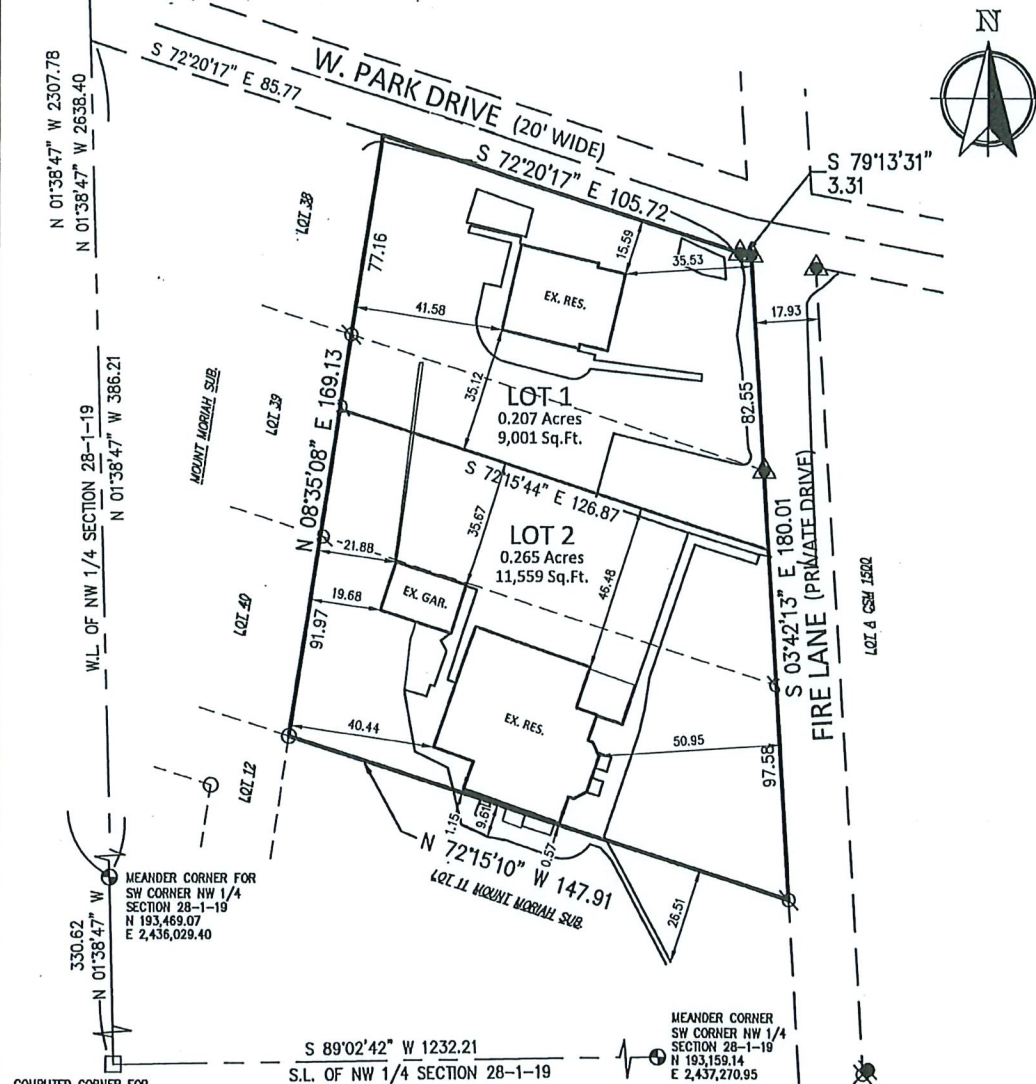 N
S 72°20'17" E 85.77
W. PARK DRIVE (20' WIDE)
S 72°20'17" E 105.72
S 79°13'31"
3.31
N 01°38'47" W 2307.78
N 01°38'47" W 2638.40
LOT 38
77.16
15.59
35.53
EX. RES.
17.93
41.58
35.12
LOT 1
0.207 Acres
9,001 Sq.Ft.
82.55
N 08°35'08" E 169.13
LOT 39
MOUNT MORIAH SUB.
W.L. OF NW 1/4 SECTION 28-1-19
N 01°38'47" W 386.21
S 72°15'44" E 126.87
35.67
LOT 2
0.265 Acres
11,559 Sq.Ft.
46.48
21.88
EX. GAR.
19.68
91.97
LOT 40
S 03°42'13" E 180.01
FIRE LANE (PRIVATE DRIVE)
LOT A CSM 1502
EX. RES.
40.44
50.95
97.58
LOT 12
1.15
9.61
0.57
N 72°15'10" W 147.91
LOT 11 MOUNT MORIAH SUB.
26.51
MEANDER CORNER FOR
SW CORNER NW 1/4
SECTION 28-1-19
N 193,469.07
E 2,436,029.40
330.62
N 01°38'47" W
S 89°02'42" W 1232.21
S.L. OF NW 1/4 SECTION 28-1-19
MEANDER CORNER
SW CORNER NW 1/4
SECTION 28-1-19
N 193,159.14
E 2,437,270.95
COMPUTED CORNER FOR